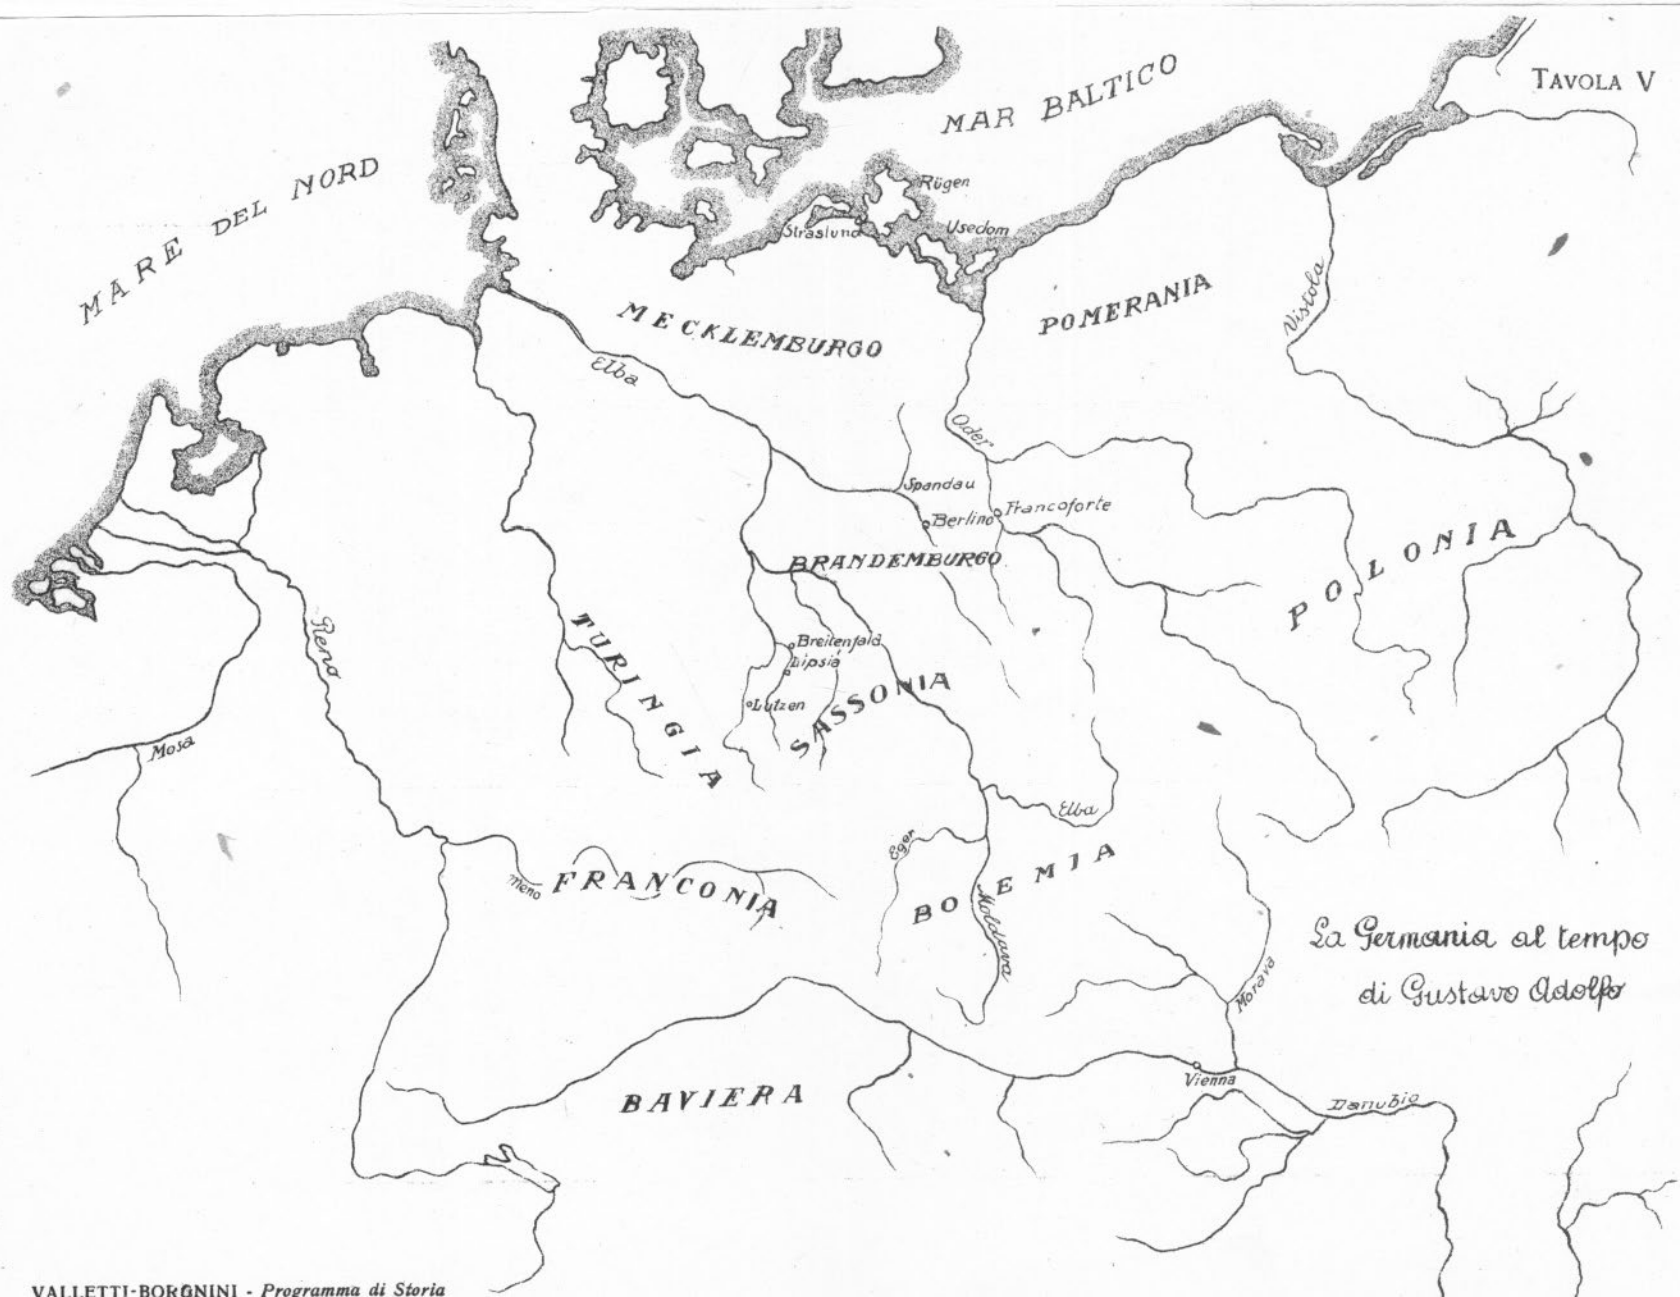 TAVOLA V
MAR BALTICO
MARE DEL NORD
Rügen
Straslund
Usedom
MECKLEMBURGO
POMERANIA
Vistola
Elba
Oder
Spandau
Berlino
Francoforte
BRANDEMBURGO
POLONIA
Reno
TURINGIA
Breitenfald
Lipsia
SASSONIA
Lutzen
Mosa
Elba
Eger
Meno
FRANCONIA
BOEMIA
Moldava
Morava
La Germania al tempo
di Gustavo Adolfo
Vienna
BAVIERA
Danubio
VALLETTI-BORGNINI - Programma di Storia